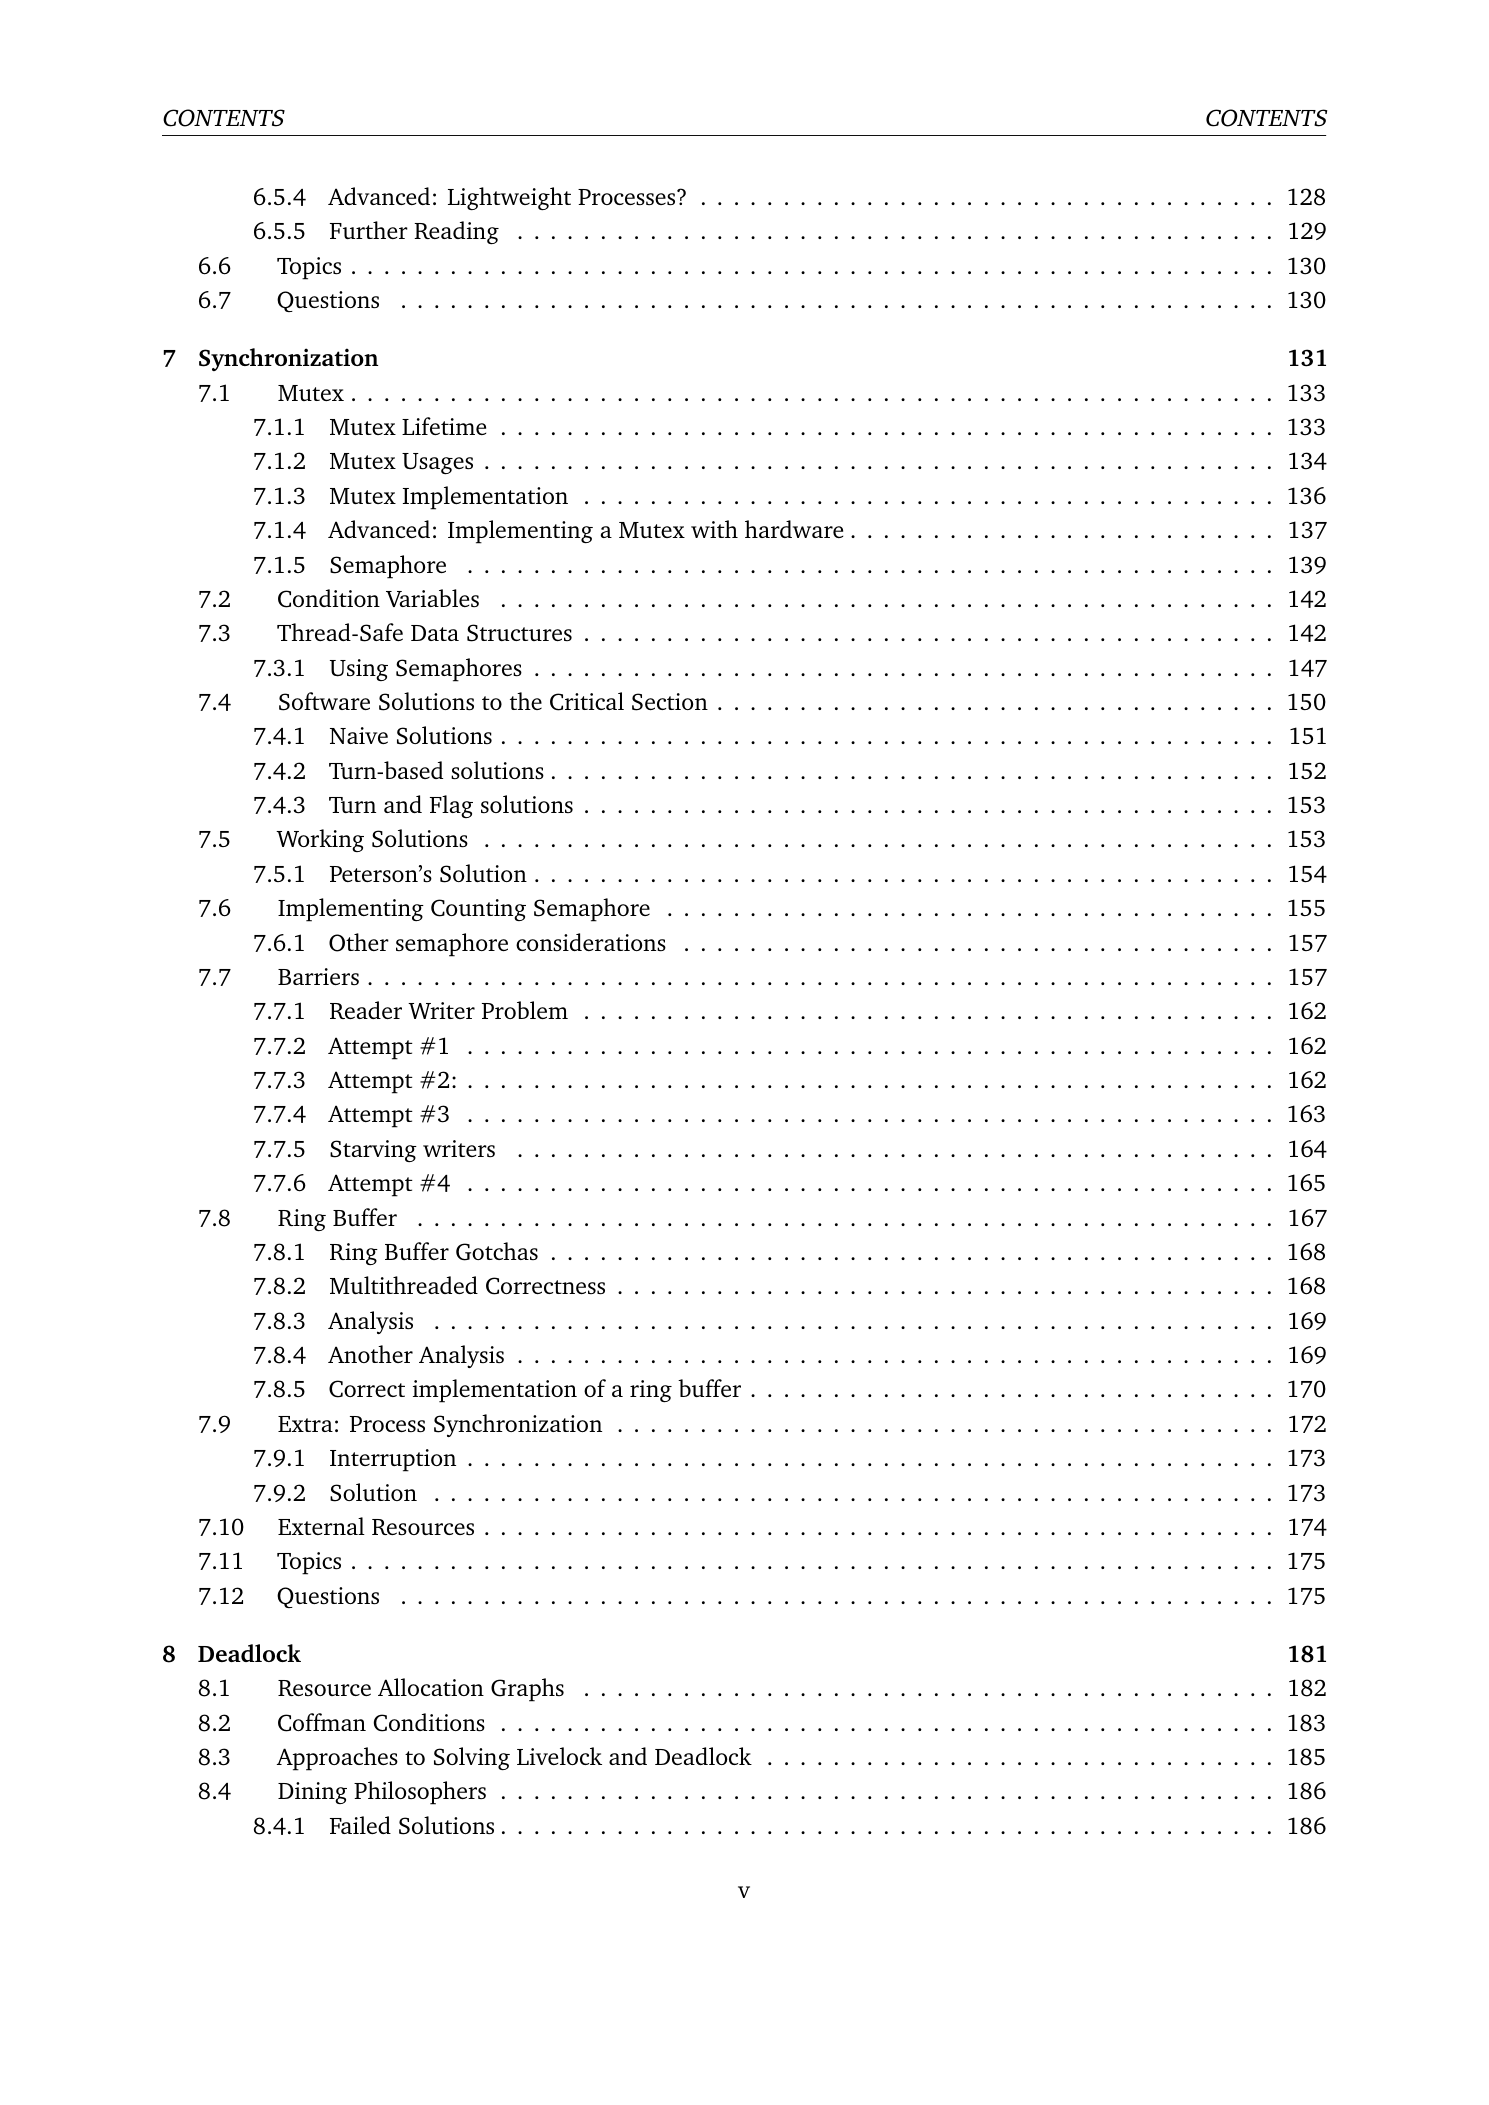 CONTENTS CONTENTS
6.5.4 Advanced: Lightweight Processes? . . . . . . . . . . . . . . . . . . . . . . . . . . . . . . . . . . . 128
6.5.5 Further Reading . . . . . . . . . . . . . . . . . . . . . . . . . . . . . . . . . . . . . . . . . . . . . . 129
6.6 Topics . . . . . . . . . . . . . . . . . . . . . . . . . . . . . . . . . . . . . . . . . . . . . . . . . . . . . . . . 130
6.7 Questions . . . . . . . . . . . . . . . . . . . . . . . . . . . . . . . . . . . . . . . . . . . . . . . . . . . . . 130
7 Synchronization 131
7.1 Mutex . . . . . . . . . . . . . . . . . . . . . . . . . . . . . . . . . . . . . . . . . . . . . . . . . . . . . . . . 133
7.1.1 Mutex Lifetime . . . . . . . . . . . . . . . . . . . . . . . . . . . . . . . . . . . . . . . . . . . . . . . 133
7.1.2 Mutex Usages . . . . . . . . . . . . . . . . . . . . . . . . . . . . . . . . . . . . . . . . . . . . . . . . 134
7.1.3 Mutex Implementation . . . . . . . . . . . . . . . . . . . . . . . . . . . . . . . . . . . . . . . . . . 136
7.1.4 Advanced: Implementing a Mutex with hardware . . . . . . . . . . . . . . . . . . . . . . . . . . 137
7.1.5 Semaphore . . . . . . . . . . . . . . . . . . . . . . . . . . . . . . . . . . . . . . . . . . . . . . . . . 139
7.2 Condition Variables . . . . . . . . . . . . . . . . . . . . . . . . . . . . . . . . . . . . . . . . . . . . . . . 142
7.3 Thread-Safe Data Structures . . . . . . . . . . . . . . . . . . . . . . . . . . . . . . . . . . . . . . . . . . 142
7.3.1 Using Semaphores . . . . . . . . . . . . . . . . . . . . . . . . . . . . . . . . . . . . . . . . . . . . . 147
7.4 Software Solutions to the Critical Section . . . . . . . . . . . . . . . . . . . . . . . . . . . . . . . . . . 150
7.4.1 Naive Solutions . . . . . . . . . . . . . . . . . . . . . . . . . . . . . . . . . . . . . . . . . . . . . . . 151
7.4.2 Turn-based solutions . . . . . . . . . . . . . . . . . . . . . . . . . . . . . . . . . . . . . . . . . . . . 152
7.4.3 Turn and Flag solutions . . . . . . . . . . . . . . . . . . . . . . . . . . . . . . . . . . . . . . . . . . 153
7.5 Working Solutions . . . . . . . . . . . . . . . . . . . . . . . . . . . . . . . . . . . . . . . . . . . . . . . . 153
7.5.1 Peterson’s Solution . . . . . . . . . . . . . . . . . . . . . . . . . . . . . . . . . . . . . . . . . . . . . 154
7.6 Implementing Counting Semaphore . . . . . . . . . . . . . . . . . . . . . . . . . . . . . . . . . . . . . 155
7.6.1 Other semaphore considerations . . . . . . . . . . . . . . . . . . . . . . . . . . . . . . . . . . . . 157
7.7 Barriers . . . . . . . . . . . . . . . . . . . . . . . . . . . . . . . . . . . . . . . . . . . . . . . . . . . . . . . 157
7.7.1 Reader Writer Problem . . . . . . . . . . . . . . . . . . . . . . . . . . . . . . . . . . . . . . . . . . 162
7.7.2 Attempt #1 . . . . . . . . . . . . . . . . . . . . . . . . . . . . . . . . . . . . . . . . . . . . . . . . . 162
7.7.3 Attempt #2: . . . . . . . . . . . . . . . . . . . . . . . . . . . . . . . . . . . . . . . . . . . . . . . . . 162
7.7.4 Attempt #3 . . . . . . . . . . . . . . . . . . . . . . . . . . . . . . . . . . . . . . . . . . . . . . . . . 163
7.7.5 Starving writers . . . . . . . . . . . . . . . . . . . . . . . . . . . . . . . . . . . . . . . . . . . . . . 164
7.7.6 Attempt #4 . . . . . . . . . . . . . . . . . . . . . . . . . . . . . . . . . . . . . . . . . . . . . . . . . 165
7.8 Ring Buffer . . . . . . . . . . . . . . . . . . . . . . . . . . . . . . . . . . . . . . . . . . . . . . . . . . . . 167
7.8.1 Ring Buffer Gotchas . . . . . . . . . . . . . . . . . . . . . . . . . . . . . . . . . . . . . . . . . . . . 168
7.8.2 Multithreaded Correctness . . . . . . . . . . . . . . . . . . . . . . . . . . . . . . . . . . . . . . . . 168
7.8.3 Analysis . . . . . . . . . . . . . . . . . . . . . . . . . . . . . . . . . . . . . . . . . . . . . . . . . . . 169
7.8.4 Another Analysis . . . . . . . . . . . . . . . . . . . . . . . . . . . . . . . . . . . . . . . . . . . . . . 169
7.8.5 Correct implementation of a ring buffer . . . . . . . . . . . . . . . . . . . . . . . . . . . . . . . . 170
7.9 Extra: Process Synchronization . . . . . . . . . . . . . . . . . . . . . . . . . . . . . . . . . . . . . . . . 172
7.9.1 Interruption . . . . . . . . . . . . . . . . . . . . . . . . . . . . . . . . . . . . . . . . . . . . . . . . . 173
7.9.2 Solution . . . . . . . . . . . . . . . . . . . . . . . . . . . . . . . . . . . . . . . . . . . . . . . . . . . 173
7.10 External Resources . . . . . . . . . . . . . . . . . . . . . . . . . . . . . . . . . . . . . . . . . . . . . . . . 174
7.11 Topics . . . . . . . . . . . . . . . . . . . . . . . . . . . . . . . . . . . . . . . . . . . . . . . . . . . . . . . . 175
7.12 Questions . . . . . . . . . . . . . . . . . . . . . . . . . . . . . . . . . . . . . . . . . . . . . . . . . . . . . 175
8 Deadlock 181
8.1 Resource Allocation Graphs . . . . . . . . . . . . . . . . . . . . . . . . . . . . . . . . . . . . . . . . . . 182
8.2 Coffman Conditions . . . . . . . . . . . . . . . . . . . . . . . . . . . . . . . . . . . . . . . . . . . . . . . 183
8.3 Approaches to Solving Livelock and Deadlock . . . . . . . . . . . . . . . . . . . . . . . . . . . . . . . 185
8.4 Dining Philosophers . . . . . . . . . . . . . . . . . . . . . . . . . . . . . . . . . . . . . . . . . . . . . . . 186
8.4.1 Failed Solutions . . . . . . . . . . . . . . . . . . . . . . . . . . . . . . . . . . . . . . . . . . . . . . . 186
v